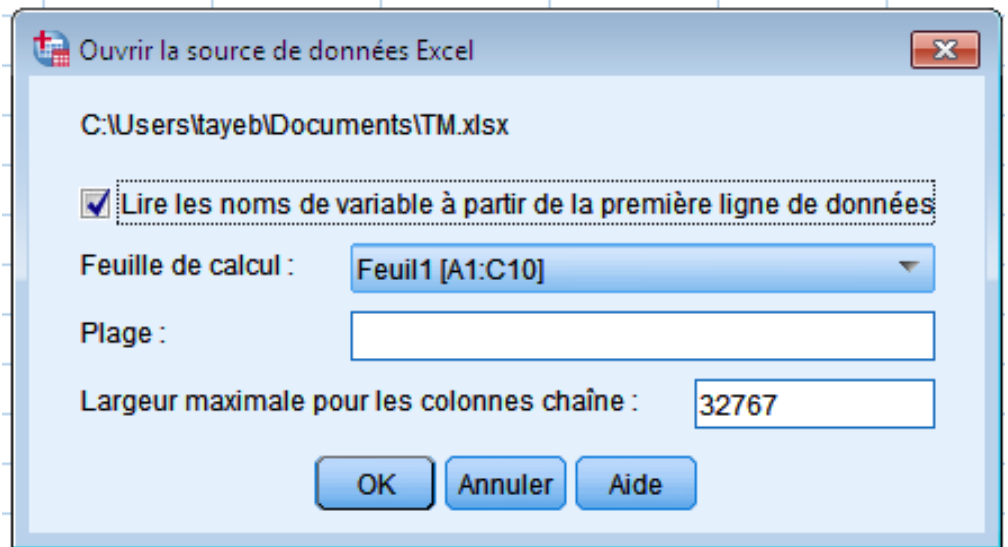 Ouvrir la source de données Excel
C:\Users\tayeb\Documents\TM.xlsx
Lire les noms de variable à partir de la première ligne de données
Feuille de calcul : Feuil1 [A1:C10]
Plage :
Largeur maximale pour les colonnes chaîne : 32767
OK Annuler Aide